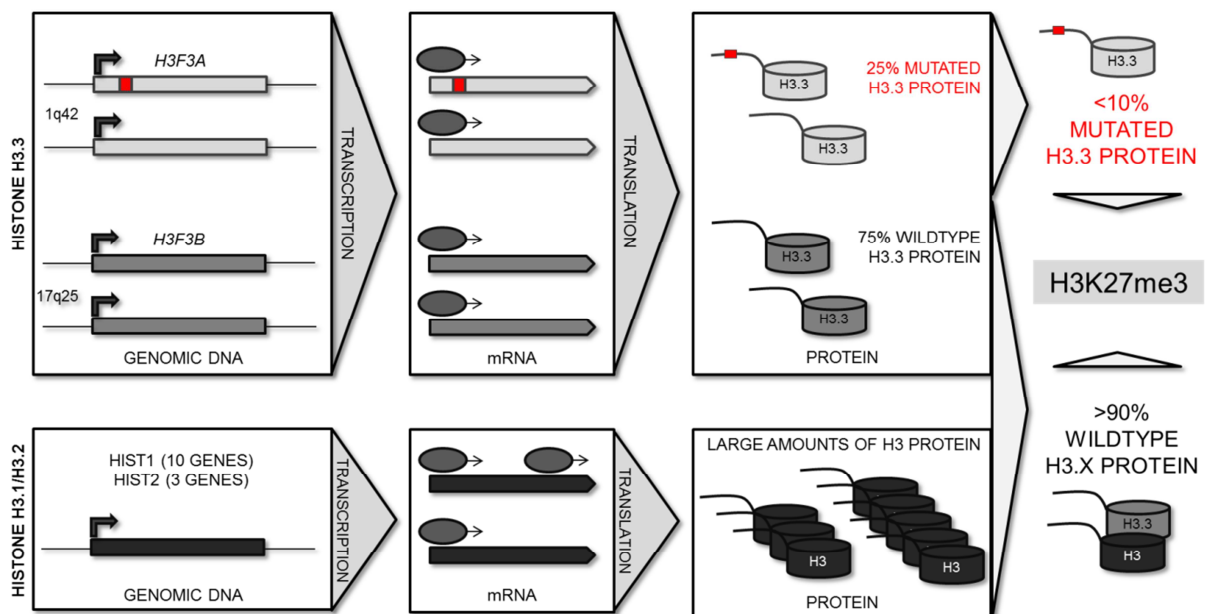 HISTONE H3.3
H3F3A
1q42
H3F3B
17q25
GENOMIC DNA
TRANSCRIPTION
mRNA
TRANSLATION
H3.3
25% MUTATED
H3.3 PROTEIN
H3.3
75% WILDTYPE
H3.3 PROTEIN
H3.3
H3.3
PROTEIN
H3.3
<10%
MUTATED
H3.3 PROTEIN
H3K27me3
HISTONE H3.1/H3.2
HIST1 (10 GENES)
HIST2 (3 GENES)
GENOMIC DNA
TRANSCRIPTION
mRNA
TRANSLATION
LARGE AMOUNTS OF H3 PROTEIN
H3
H3
PROTEIN
>90%
WILDTYPE
H3.X PROTEIN
H3.3
H3